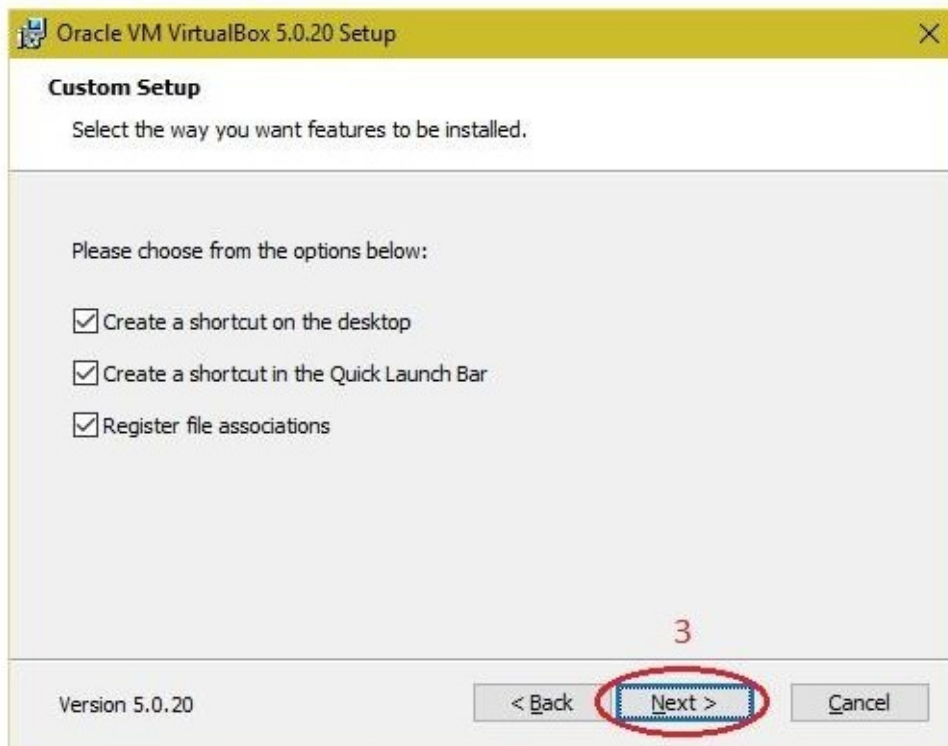 Oracle VM VirtualBox 5.0.20 Setup
Custom Setup
Select the way you want features to be installed.
Please choose from the options below:
Create a shortcut on the desktop
Create a shortcut in the Quick Launch Bar
Register file associations
3
Version 5.0.20
< Back
Next >
Cancel